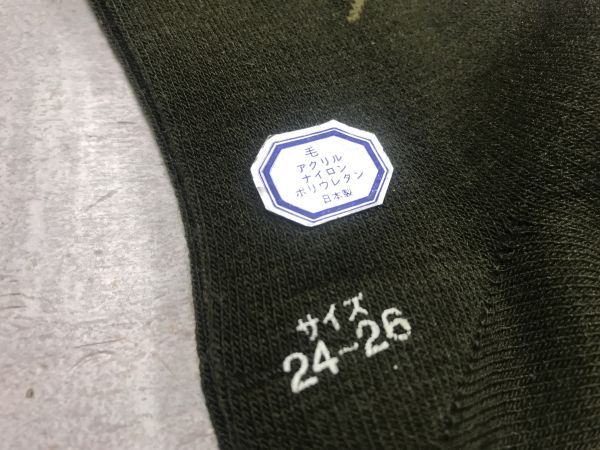 毛
アクリル
ナイロン
ポリウレタン
日本製
サイズ
24~26